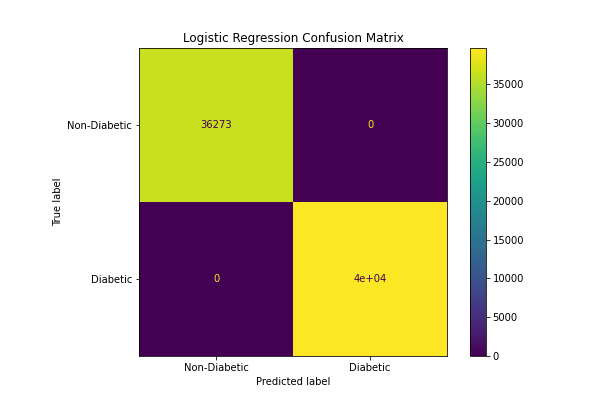 Logistic Regression Confusion Matrix
Non-Diabetic
36273
0
Diabetic
0
4e+04
Non-Diabetic
Diabetic
Predicted label
True label
35000
30000
25000
20000
15000
10000
5000
0